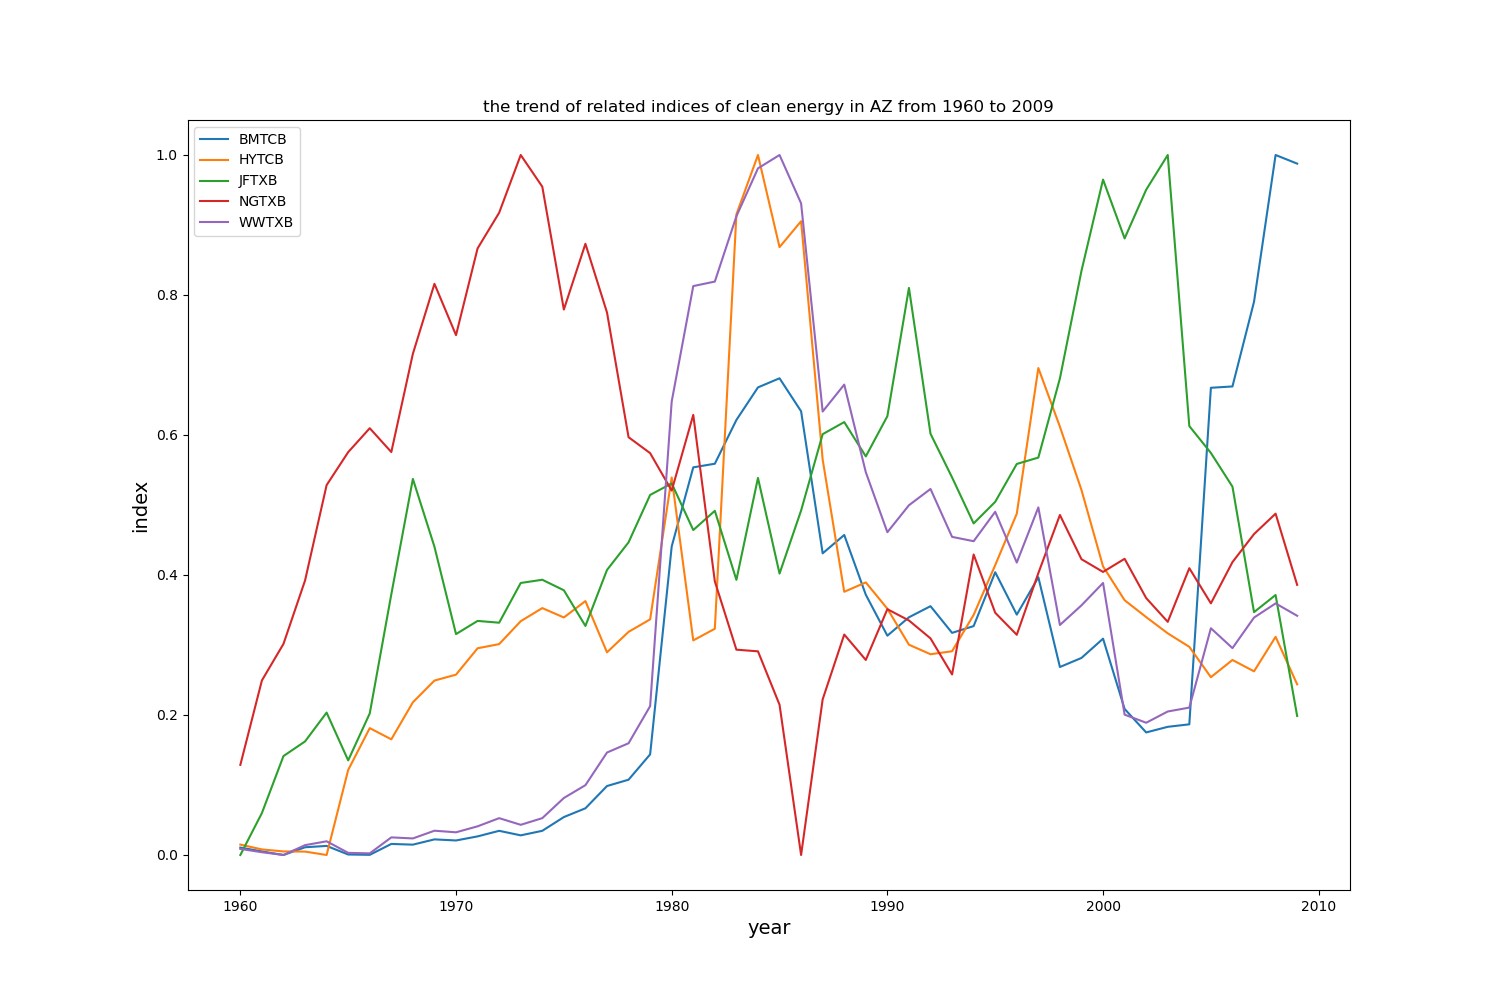 the trend of related indices of clean energy in AZ from 1960 to 2009
BMTCB
HYTCB
JFTXB
NGTXB
WWTXB
1.0
0.8
0.6
0.4
0.2
0.0
index
1960 1970 1980 1990 2000 2010
year